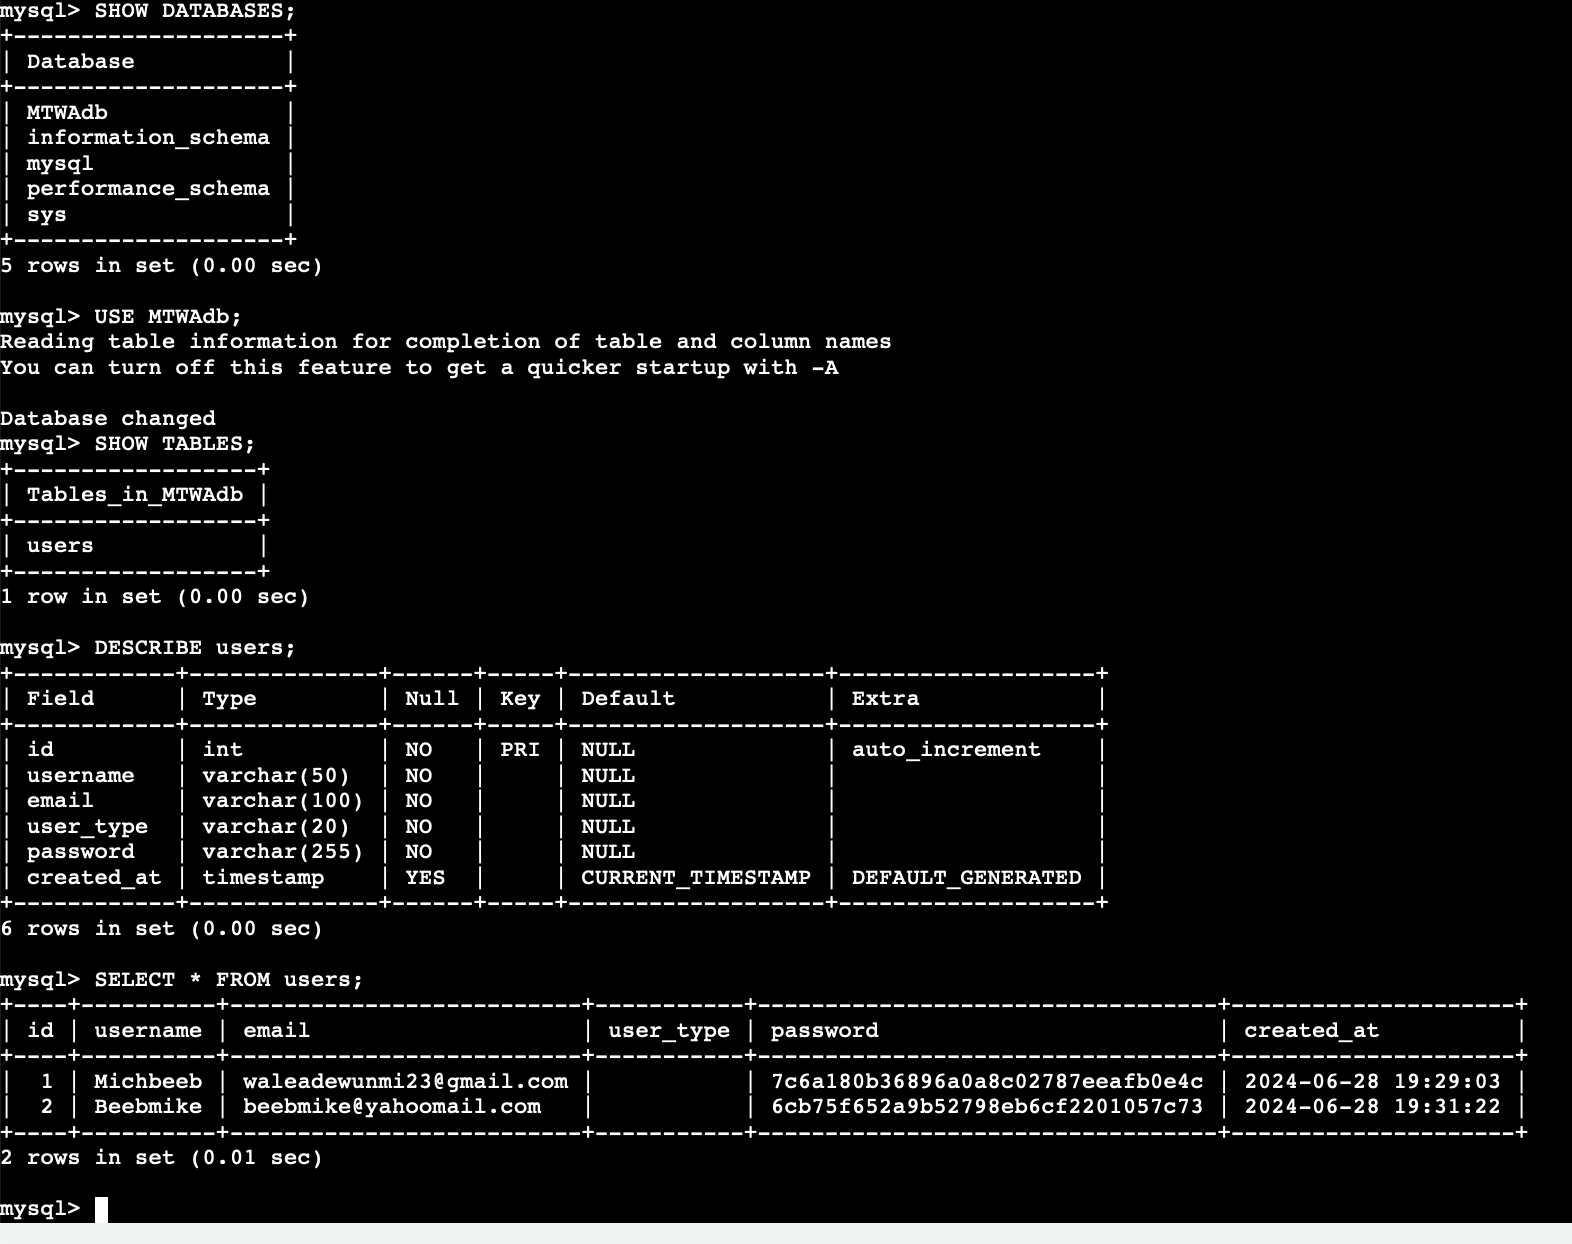 mysql> SHOW DATABASES;
+--------------------+
| Database           |
+--------------------+
| MTWAdb             |
| information_schema |
| mysql              |
| performance_schema |
| sys                |
+--------------------+
5 rows in set (0.00 sec)

mysql> USE MTWAdb;
Reading table information for completion of table and column names
You can turn off this feature to get a quicker startup with -A

Database changed
mysql> SHOW TABLES;
+------------------+
| Tables_in_MTWAdb |
+------------------+
| users            |
+------------------+
1 row in set (0.00 sec)

mysql> DESCRIBE users;
+------------+--------------+------+-----+-------------------+-------------------+
| Field      | Type         | Null | Key | Default           | Extra             |
+------------+--------------+------+-----+-------------------+-------------------+
| id         | int          | NO   | PRI | NULL              | auto_increment    |
| username   | varchar(50)  | NO   |     | NULL              |                   |
| email      | varchar(100) | NO   |     | NULL              |                   |
| user_type  | varchar(20)  | NO   |     | NULL              |                   |
| password   | varchar(255) | NO   |     | NULL              |                   |
| created_at | timestamp    | YES  |     | CURRENT_TIMESTAMP | DEFAULT_GENERATED |
+------------+--------------+------+-----+-------------------+-------------------+
6 rows in set (0.00 sec)

mysql> SELECT * FROM users;
+----+----------+--------------------------+-----------+----------------------------------+---------------------+
| id | username | email                    | user_type | password                         | created_at          |
+----+----------+--------------------------+-----------+----------------------------------+---------------------+
|  1 | Michbeeb | waleadewunmi23@gmail.com |           | 7c6a180b36896a0a8c02787eeafb0e4c | 2024-06-28 19:29:03 |
|  2 | Beebmike | beebmike@yahoomail.com   |           | 6cb75f652a9b52798eb6cf2201057c73 | 2024-06-28 19:31:22 |
+----+----------+--------------------------+-----------+----------------------------------+---------------------+
2 rows in set (0.01 sec)

mysql>